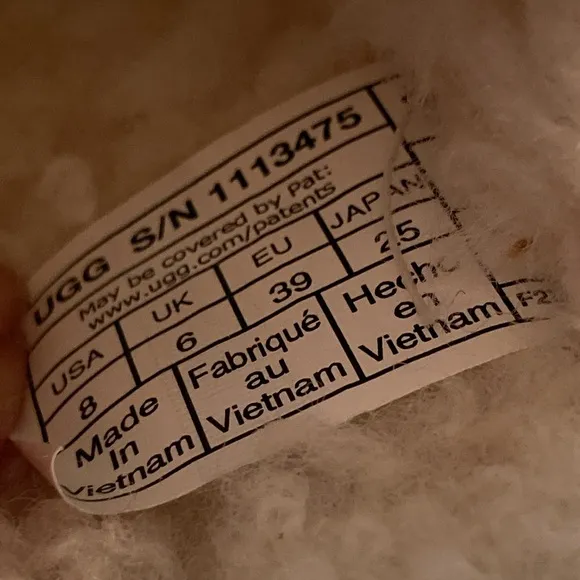 UGG S/N 1113475
May be covered by Pat:
www.ugg.com/patents
USA UK EU JAPAN
8 6 39 25
Made In Vietnam
Fabriqué au Vietnam
Hecho en Vietnam
F2